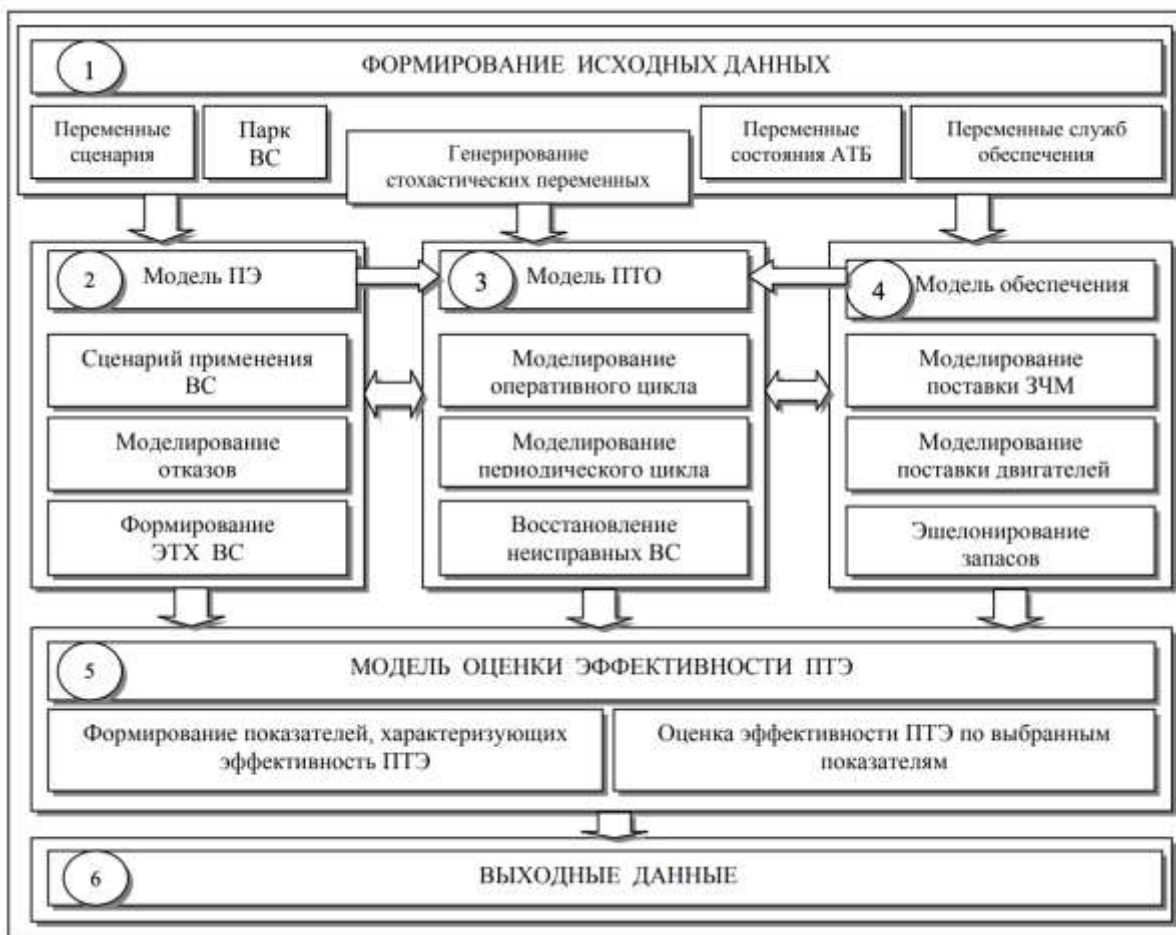 1
ФОРМИРОВАНИЕ ИСХОДНЫХ ДАННЫХ
Переменные
сценария
Парк
ВС
Генерирование
стохастических переменных
Переменные
состояния АТБ
Переменные служб
обеспечения
2
Модель ПЭ
Сценарий применения
ВС
Моделирование
отказов
Формирование
ЭТХ ВС
3
Модель ПТО
Моделирование
оперативного цикла
Моделирование
периодического цикла
Восстановление
неисправных ВС
4
Модель обеспечения
Моделирование
поставки ЗЧМ
Моделирование
поставки двигателей
Эшелонирование
запасов
5
МОДЕЛЬ ОЦЕНКИ ЭФФЕКТИВНОСТИ ПТЭ
Формирование показателей, характеризующих
эффективность ПТЭ
Оценка эффективности ПТЭ по выбранным
показателям
6
ВЫХОДНЫЕ ДАННЫЕ